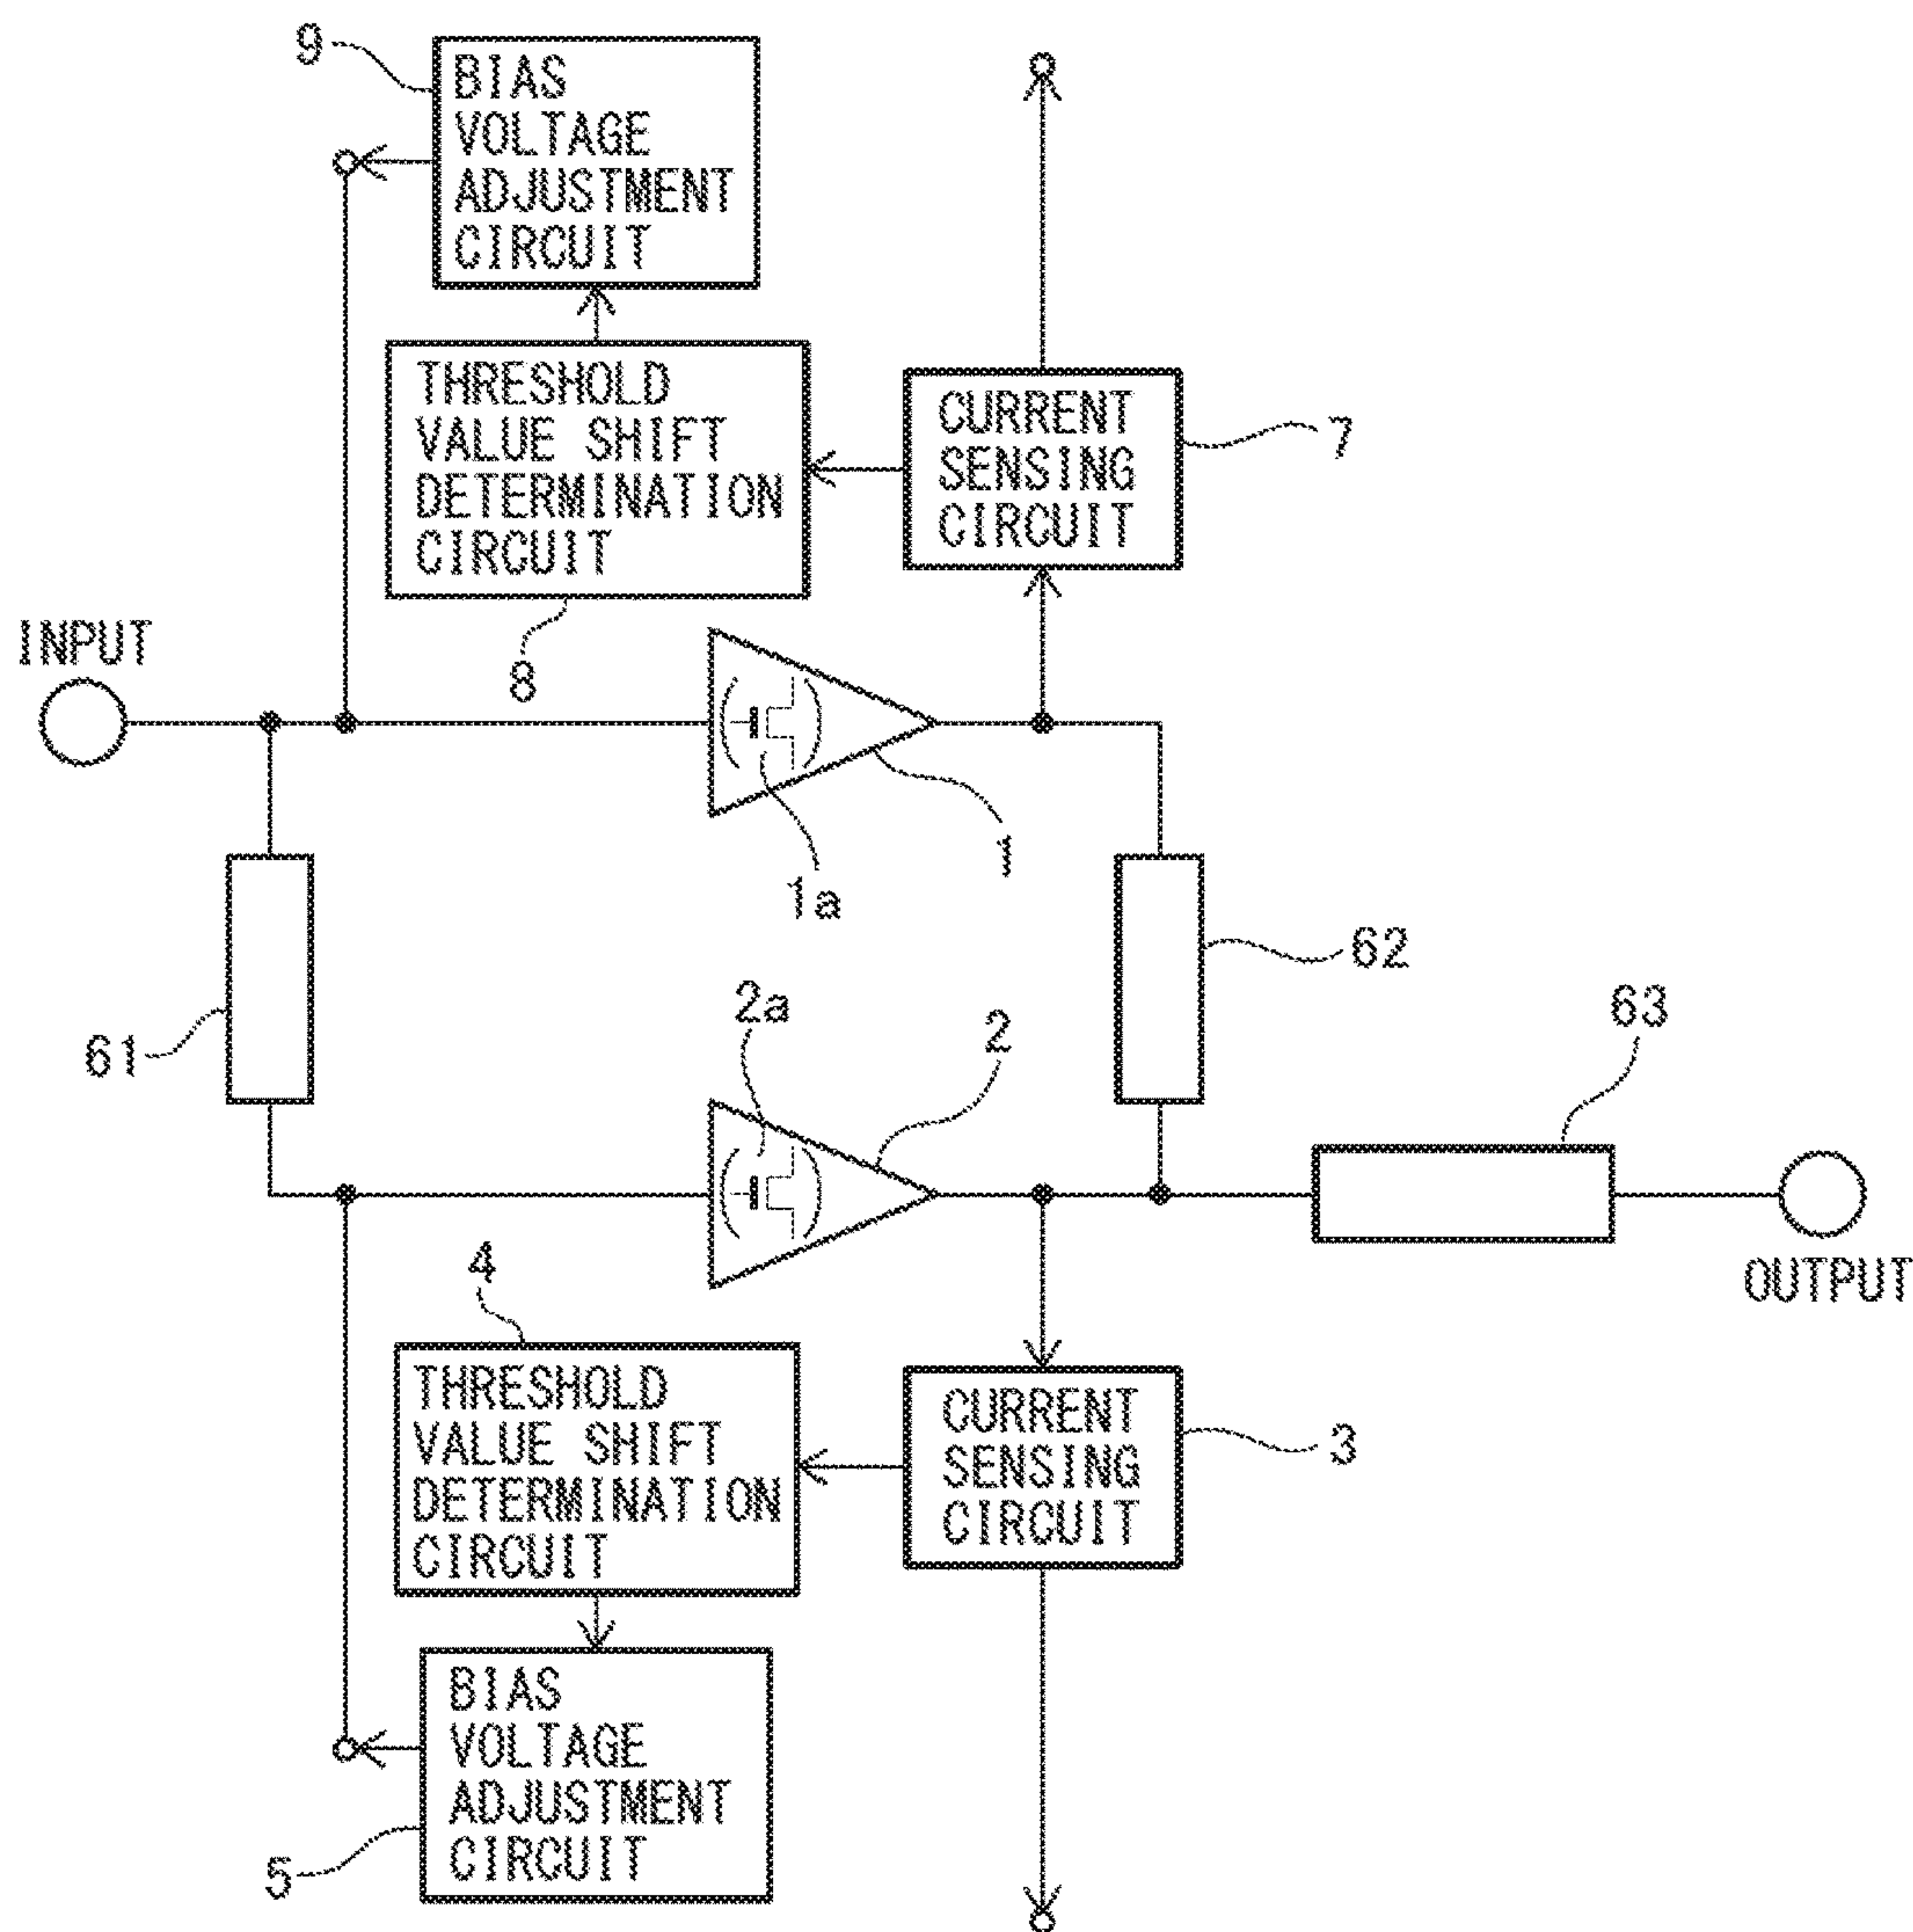 9
BIAS
VOLTAGE
ADJUSTMENT
CIRCUIT
THRESHOLD
VALUE SHIFT
DETERMINATION
CIRCUIT
CURRENT
SENSING
CIRCUIT
7
INPUT
8
1
1a
62
61
2a
2
63
4
OUTPUT
THRESHOLD
VALUE SHIFT
DETERMINATION
CIRCUIT
CURRENT
SENSING
CIRCUIT
3
BIAS
VOLTAGE
ADJUSTMENT
CIRCUIT
5